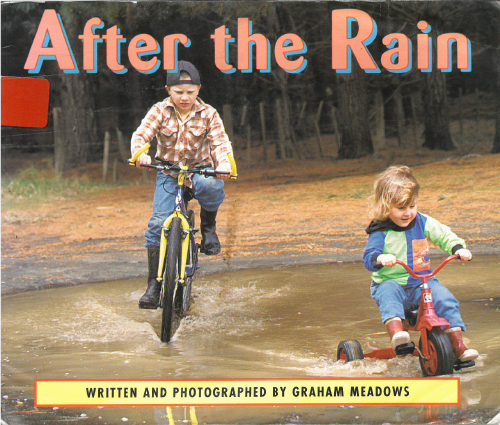 After the Rain
WRITTEN AND PHOTOGRAPHED BY GRAHAM MEADOWS